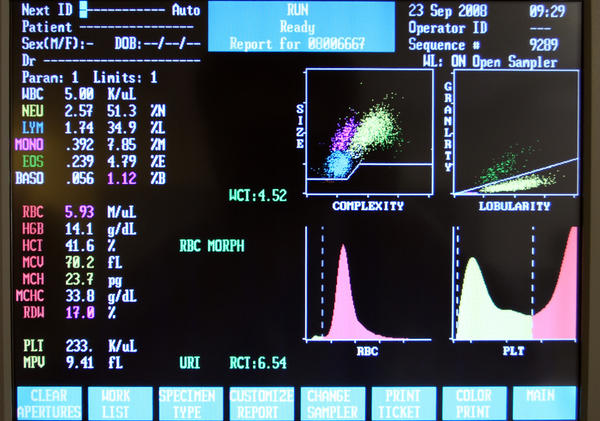 Next ID ------------ Auto
RUN
23 Sep 2008 09:29
Patient ----------------
Ready
Operator ID ---
Sex(M/F):- DOB:--/--/--
Report for 08006667
Sequence # 9289
Dr ---------------------
WL: ON Open Sampler
Param: 1 Limits: 1
WBC 5.00 K/uL
NEU 2.57 51.3 %N
LYM 1.74 34.9 %L
MONO .392 7.85 %M
EOS .239 4.79 %E
BASO .056 1.12 %B
WCT:4.52
SIZE
COMPLEXITY
GRANLRTY
LOBULARITY
RBC 5.93 M/uL
HGB 14.1 g/dL
HCT 41.6 %
RBC MORPH
MCV 70.2 fL
MCH 23.7 pg
MCHC 33.8 g/dL
RDW 17.0 %
PLT 233. K/uL
MPV 9.41 fL
URI RCT:6.54
RBC
PLT
CLEAR APERTURES
WORK LIST
SPECIMEN TYPE
CUSTOMIZE REPORT
CHANGE SAMPLER
PRINT TICKET
COLOR PRINT
MAIN